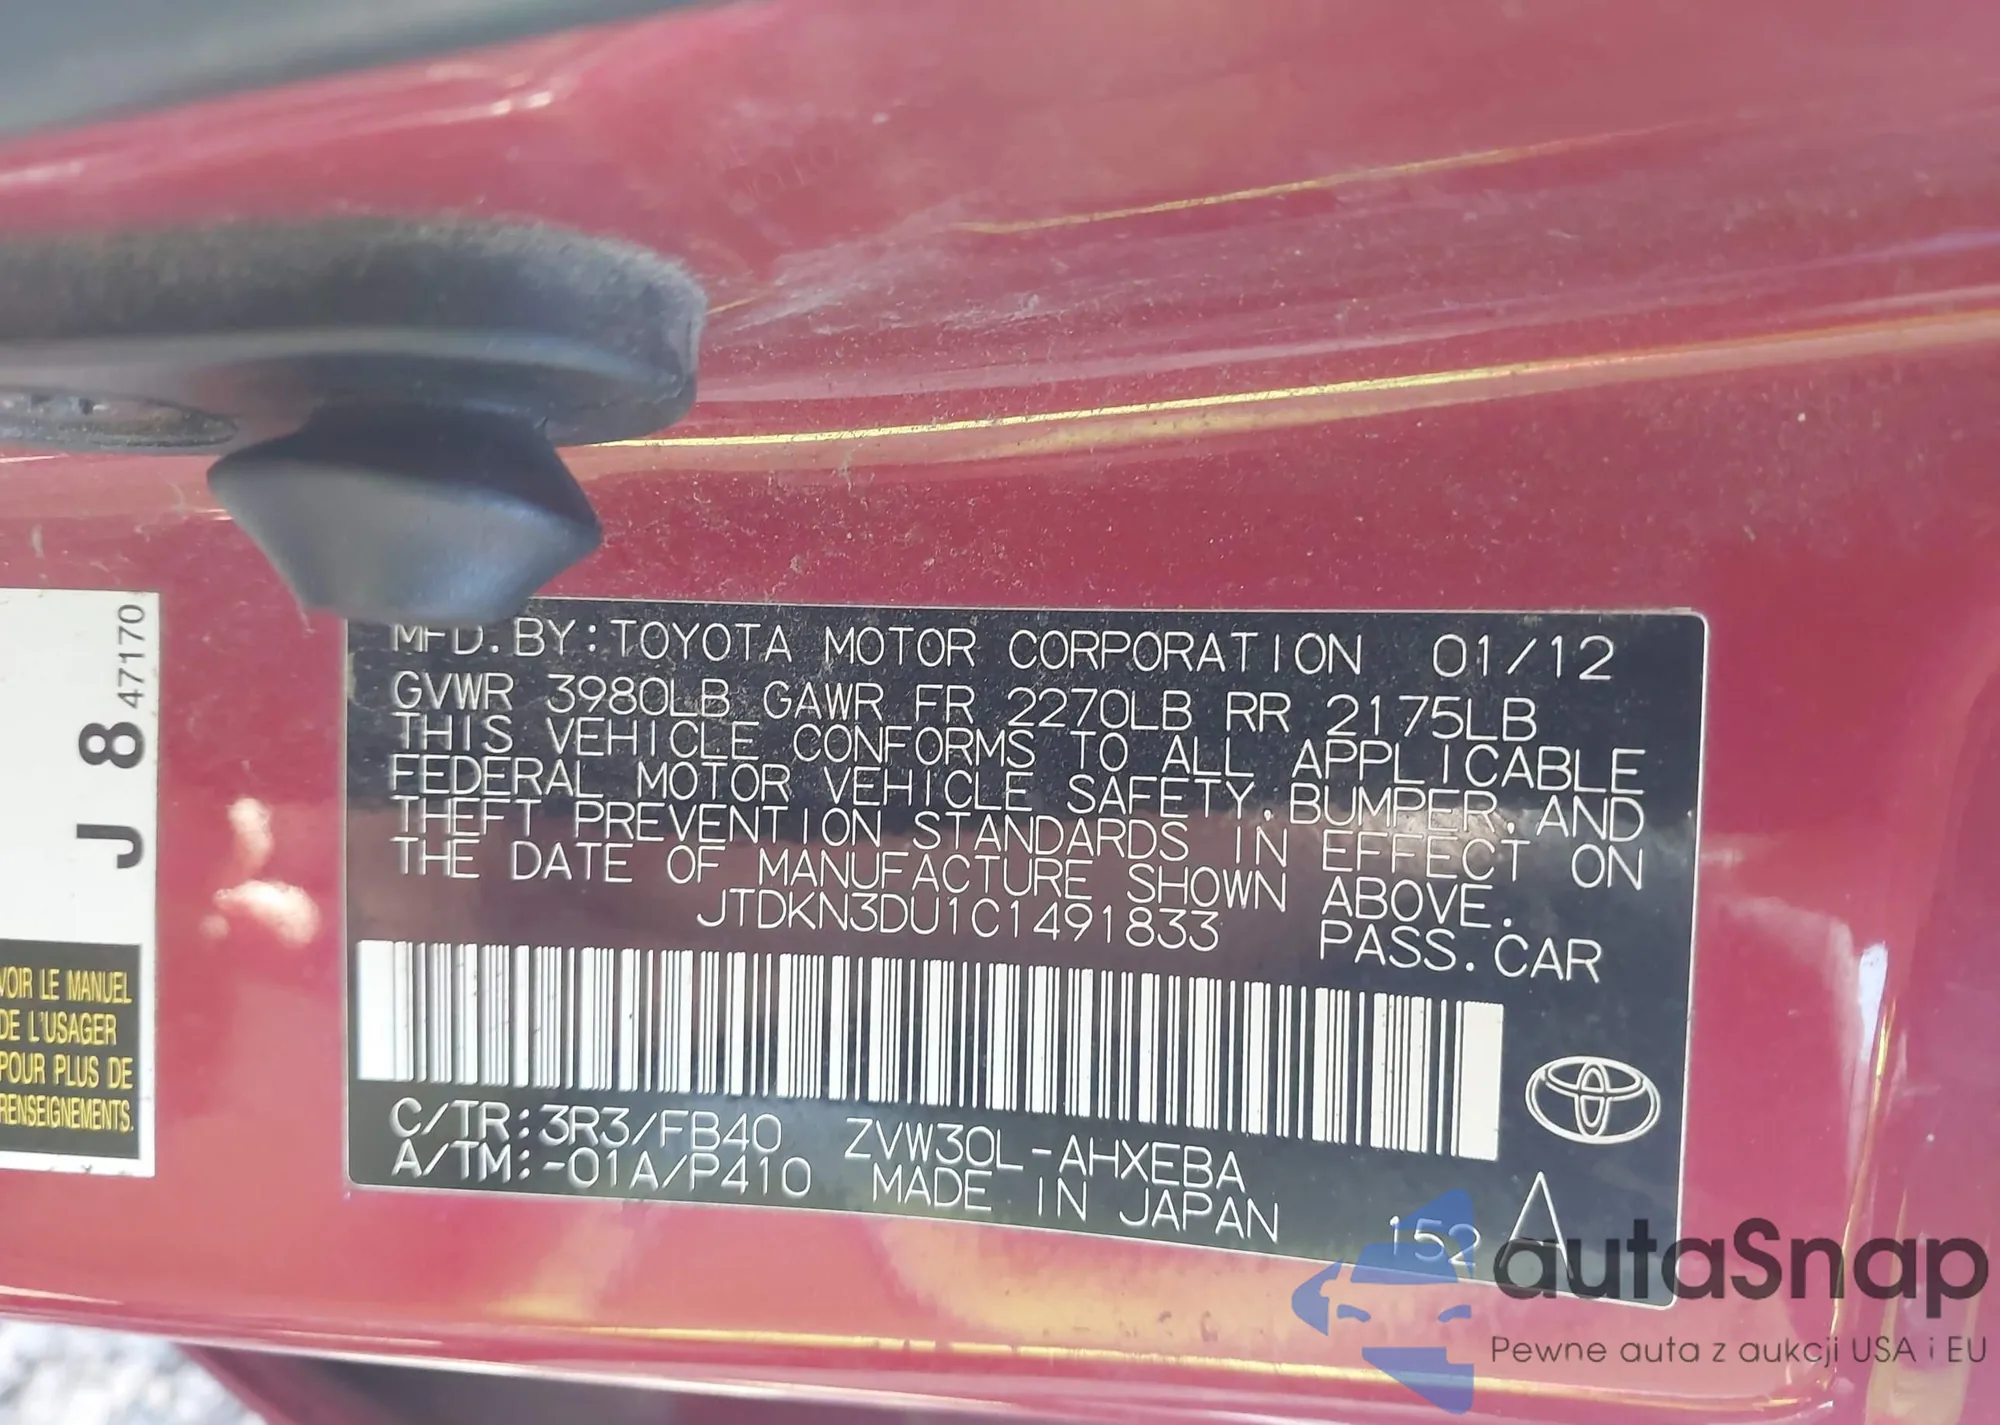 MFD. BY: TOYOTA MOTOR CORPORATION 01/12
GVWR 3980LB GAWR FR 2270LB RR 2175LB
THIS VEHICLE CONFORMS TO ALL APPLICABLE
FEDERAL MOTOR VEHICLE SAFETY, BUMPER, AND
THEFT PREVENTION STANDARDS IN EFFECT ON
THE DATE OF MANUFACTURE SHOWN ABOVE.
JTDKN3DU1C1491833 PASS. CAR
C/TR: 3R3/FB40 ZVW30L-AHXEBA
A/TM: -01A/P410 MADE IN JAPAN
152 A
J 8 47170
VOIR LE MANUEL
DE L'USAGER
POUR PLUS DE
RENSEIGNEMENTS.
autaSnap
Pewne auta z aukcji USA i EU